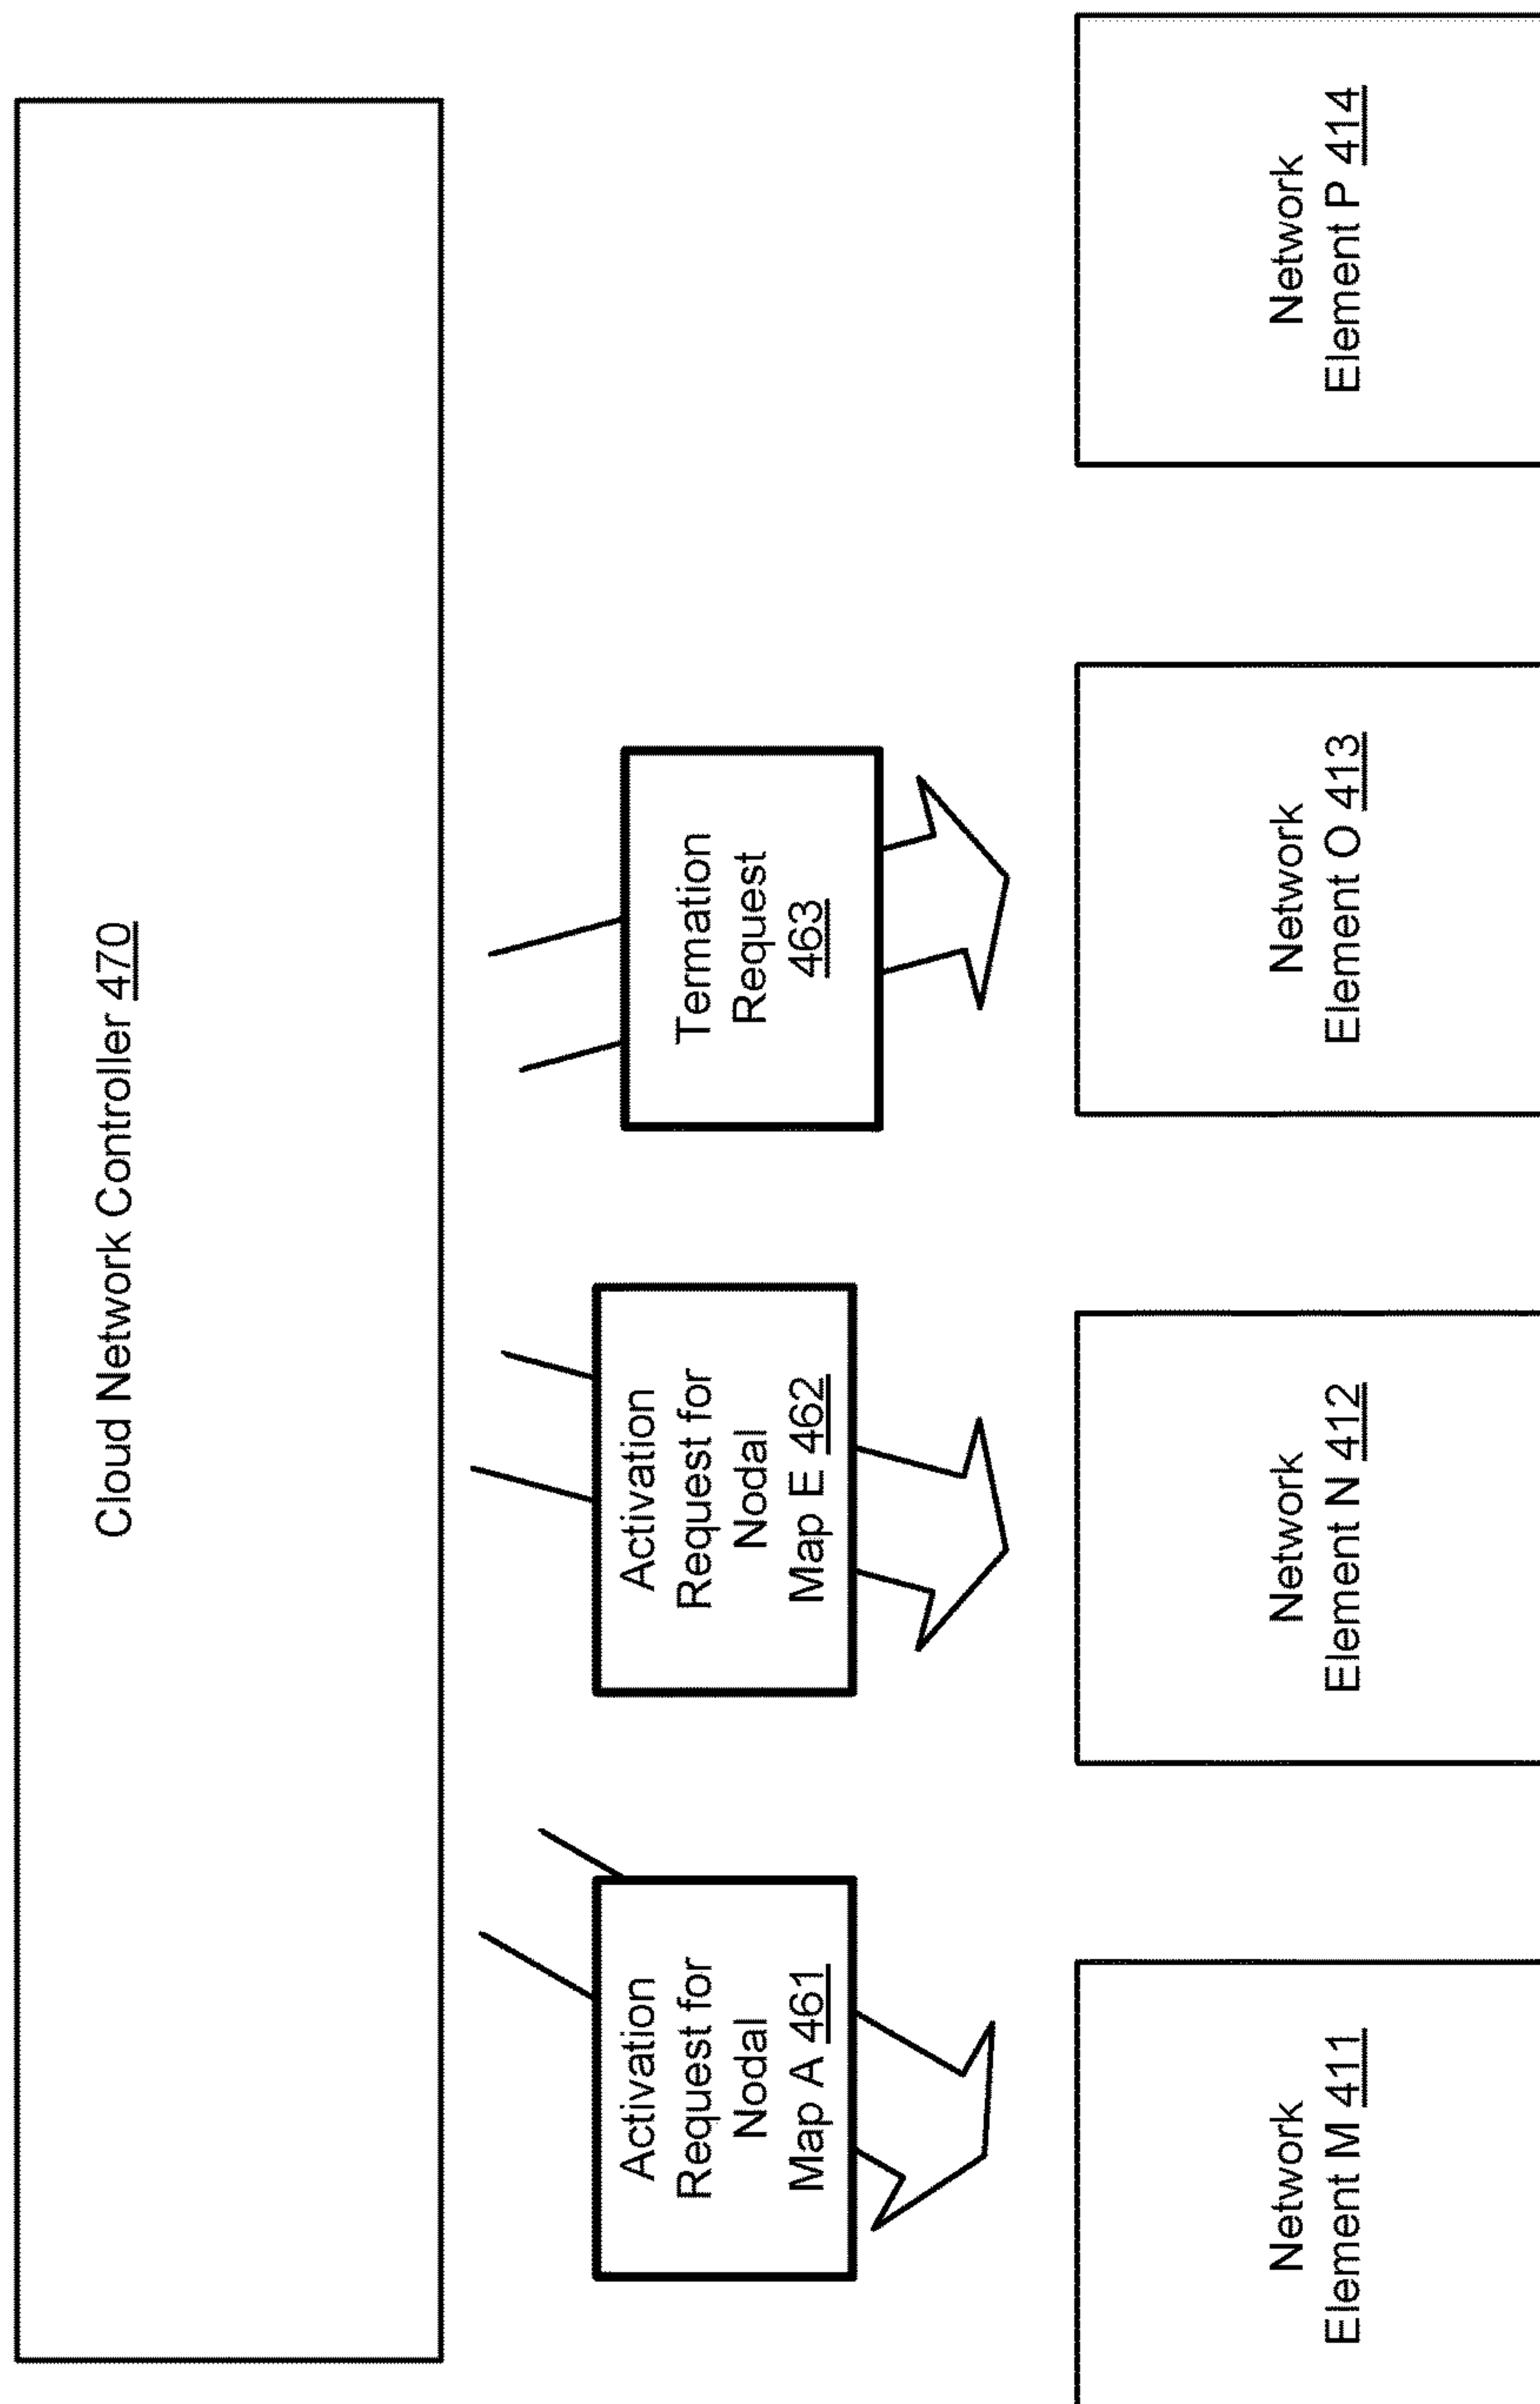 Cloud Network Controller 470
Activation
Request for
Nodal
Map A 461
Activation
Request for
Nodal
Map E 462
Termation
Request
463
Network
Element M 411
Network
Element N 412
Network
Element O 413
Network
Element P 414